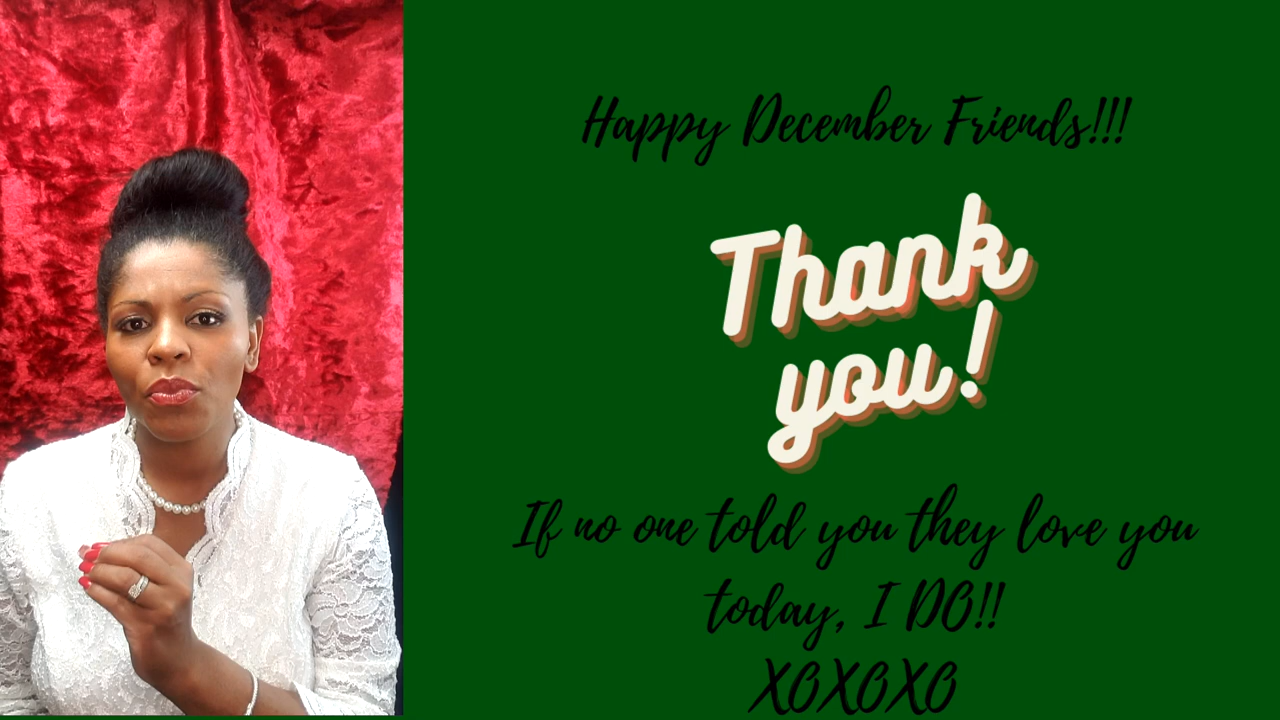 Happy December Friends!!!
Thank
you!
If no one told you they love you
today, I DO!!
XOXOXO